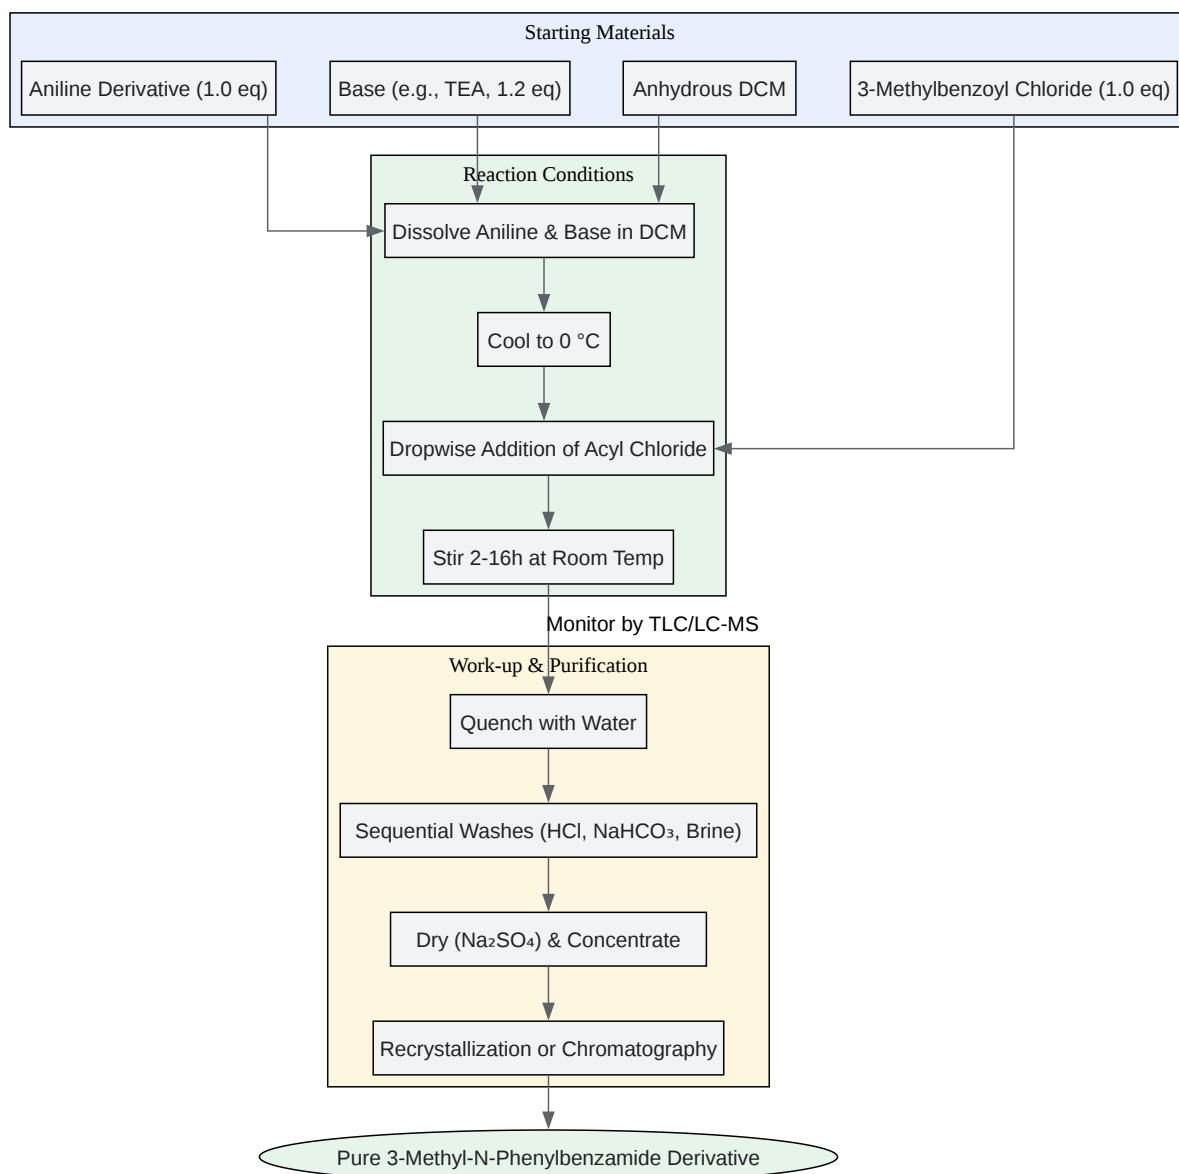 Starting Materials
Aniline Derivative (1.0 eq)
Base (e.g., TEA, 1.2 eq)
Anhydrous DCM
3-Methylbenzoyl Chloride (1.0 eq)
Reaction Conditions
Dissolve Aniline & Base in DCM
Cool to 0 °C
Dropwise Addition of Acyl Chloride
Stir 2-16h at Room Temp
Monitor by TLC/LC-MS
Work-up & Purification
Quench with Water
Sequential Washes (HCl, NaHCO₃, Brine)
Dry (Na₂SO₄) & Concentrate
Recrystallization or Chromatography
Pure 3-Methyl-N-Phenylbenzamide Derivative